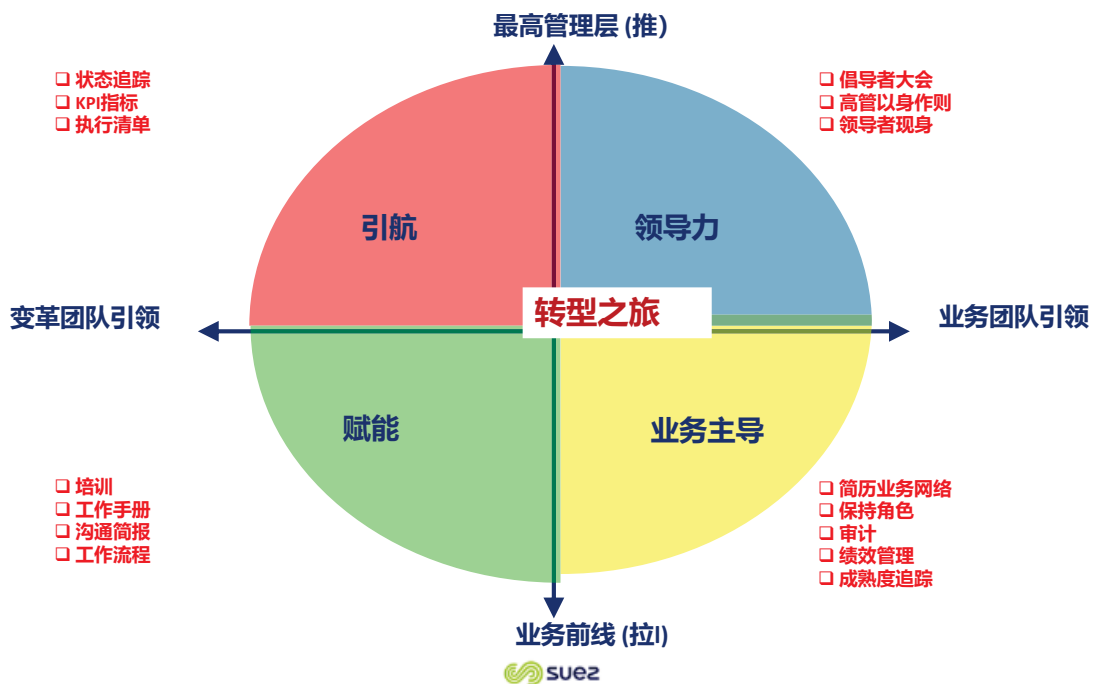 最高管理层 (推)
❑ 状态追踪
❑ KPI指标
❑ 执行清单
❑ 倡导者大会
❑ 高管以身作则
❑ 领导者现身
引航
领导力
变革团队引领
转型之旅
业务团队引领
赋能
业务主导
❑ 培训
❑ 工作手册
❑ 沟通简报
❑ 工作流程
❑ 简历业务网络
❑ 保持角色
❑ 审计
❑ 绩效管理
❑ 成熟度追踪
业务前线 (拉l)
suez